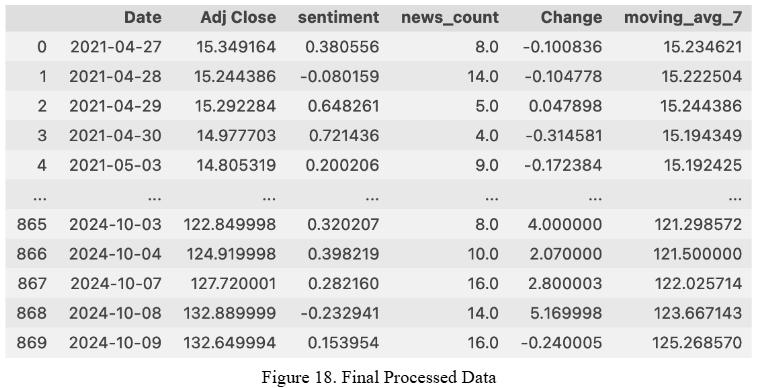 Date Adj Close sentiment news_count Change moving_avg_7
0 2021-04-27 15.349164 0.380556 8.0 -0.100836 15.234621
1 2021-04-28 15.244386 -0.080159 14.0 -0.104778 15.222504
2 2021-04-29 15.292284 0.648261 5.0 0.047898 15.244386
3 2021-04-30 14.977703 0.721436 4.0 -0.314581 15.194349
4 2021-05-03 14.805319 0.200206 9.0 -0.172384 15.192425
... ... ... ... ... ... ...
865 2024-10-03 122.849998 0.320207 8.0 4.000000 121.298572
866 2024-10-04 124.919998 0.398219 10.0 2.070000 121.500000
867 2024-10-07 127.720001 0.282160 16.0 2.800003 122.025714
868 2024-10-08 132.889999 -0.232941 14.0 5.169998 123.667143
869 2024-10-09 132.649994 0.153954 16.0 -0.240005 125.268570
Figure 18. Final Processed Data